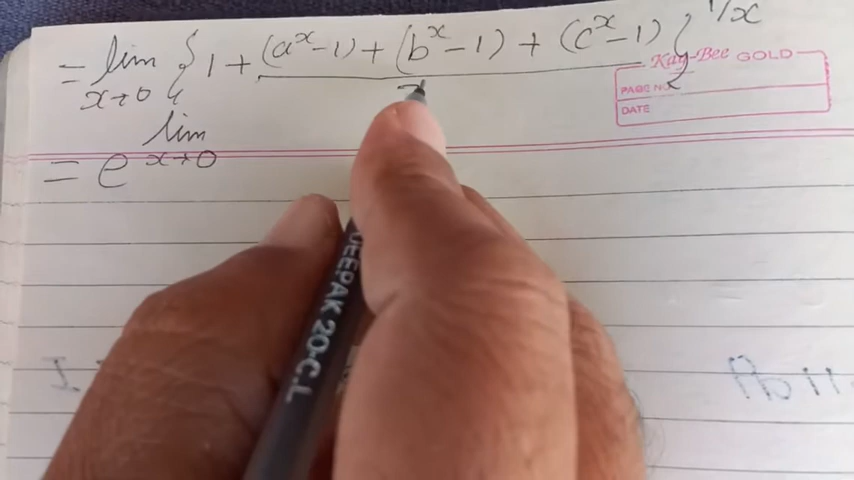 = lim x→0 { 1 + (a^x - 1) + (b^x - 1) + (c^x - 1) }^1/x
Kay-Bee GOLD
PAGE NO.
DATE
= e^lim x→0
DEEPAK 20-C.L